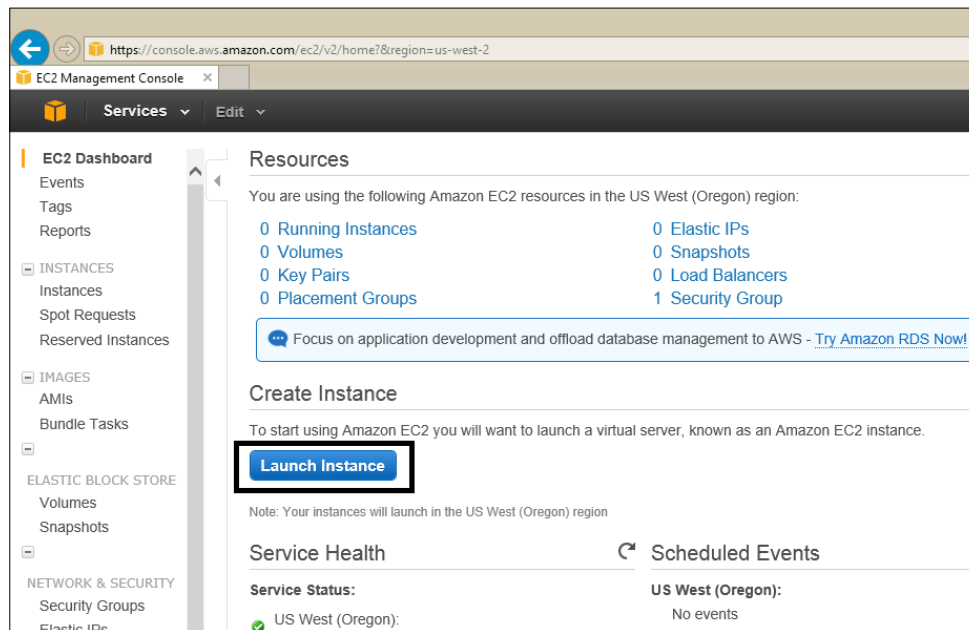 https://console.aws.amazon.com/ec2/v2/home?&region=us-west-2
EC2 Management Console
Services
Edit
EC2 Dashboard
Events
Tags
Reports
INSTANCES
Instances
Spot Requests
Reserved Instances
IMAGES
AMIs
Bundle Tasks
ELASTIC BLOCK STORE
Volumes
Snapshots
NETWORK & SECURITY
Security Groups
Elastic IPs
Resources
You are using the following Amazon EC2 resources in the US West (Oregon) region:
0 Running Instances
0 Elastic IPs
0 Volumes
0 Snapshots
0 Key Pairs
0 Load Balancers
0 Placement Groups
1 Security Group
Focus on application development and offload database management to AWS - Try Amazon RDS Now!
Create Instance
To start using Amazon EC2 you will want to launch a virtual server, known as an Amazon EC2 instance.
Launch Instance
Note: Your instances will launch in the US West (Oregon) region
Service Health
Service Status:
US West (Oregon):
Scheduled Events
US West (Oregon):
No events